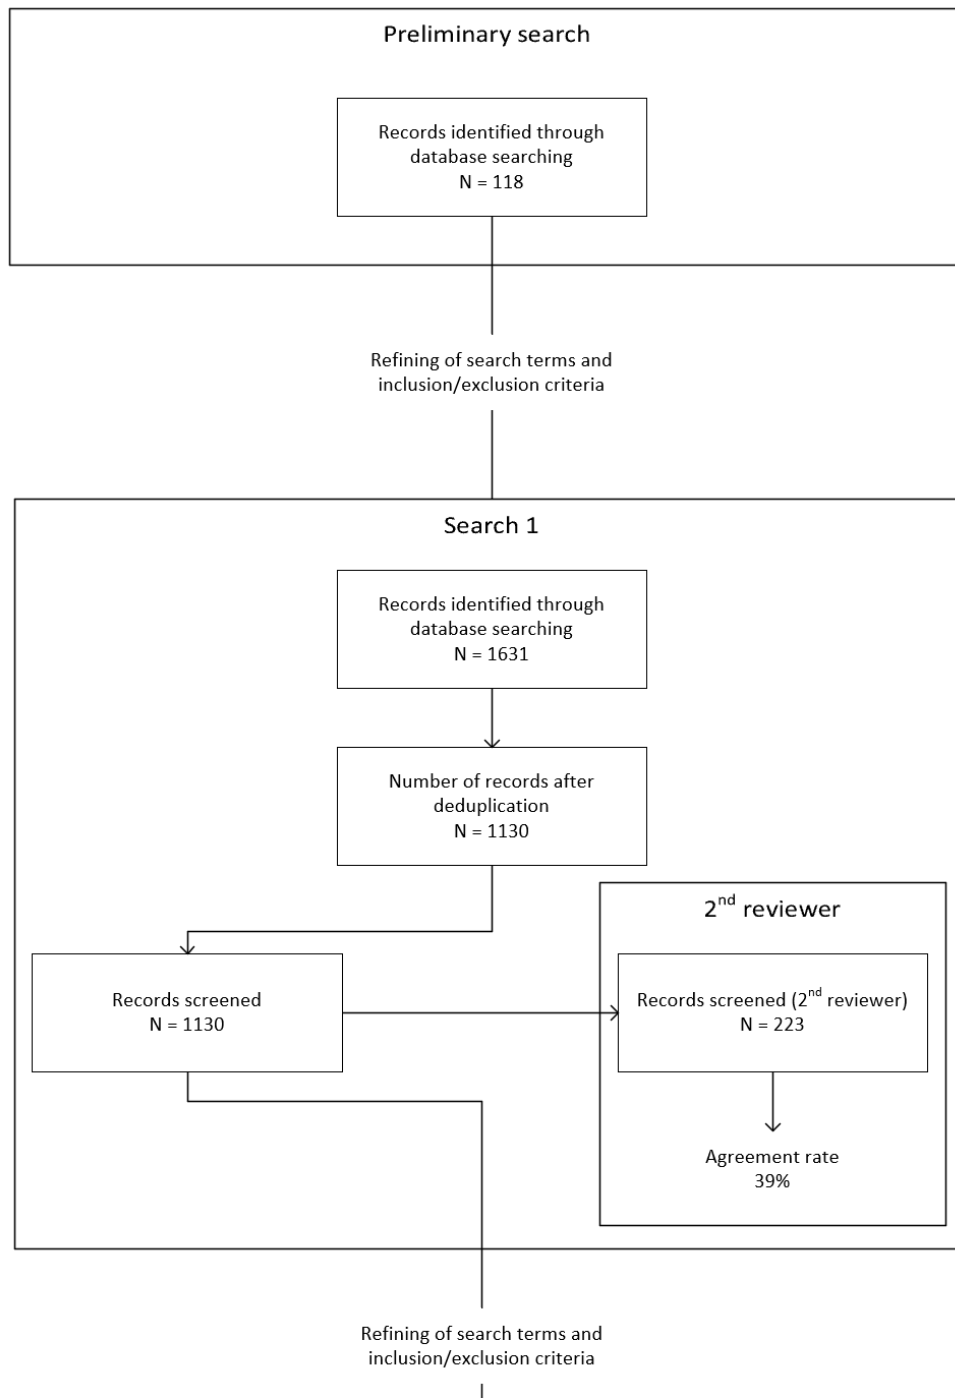 Preliminary search
Records identified through
database searching
N = 118
Refining of search terms and
inclusion/exclusion criteria
Search 1
Records identified through
database searching
N = 1631
Number of records after
deduplication
N = 1130
2nd reviewer
Records screened
N = 1130
Records screened (2nd reviewer)
N = 223
Agreement rate
39%
Refining of search terms and
inclusion/exclusion criteria